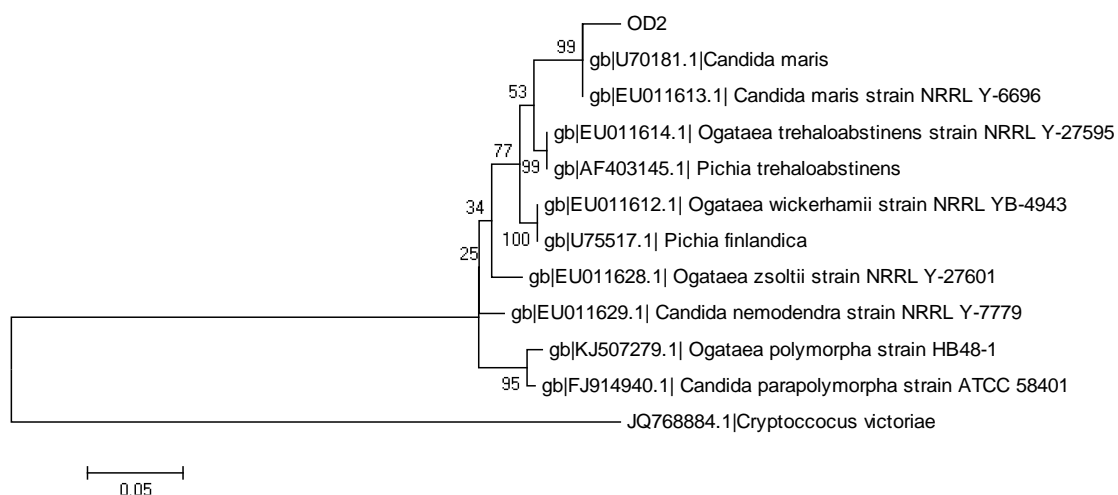 OD2
99
gb|U70181.1|Candida maris
gb|EU011613.1| Candida maris strain NRRL Y-6696
53
gb|EU011614.1| Ogataea trehaloabstinens strain NRRL Y-27595
77
99
gb|AF403145.1| Pichia trehaloabstinens
gb|EU011612.1| Ogataea wickerhamii strain NRRL YB-4943
34
100
gb|U75517.1| Pichia finlandica
25
gb|EU011628.1| Ogataea zsoltii strain NRRL Y-27601
gb|EU011629.1| Candida nemodendra strain NRRL Y-7779
gb|KJ507279.1| Ogataea polymorpha strain HB48-1
95
gb|FJ914940.1| Candida parapolymorpha strain ATCC 58401
JQ768884.1|Cryptoccocus victoriae
0.05